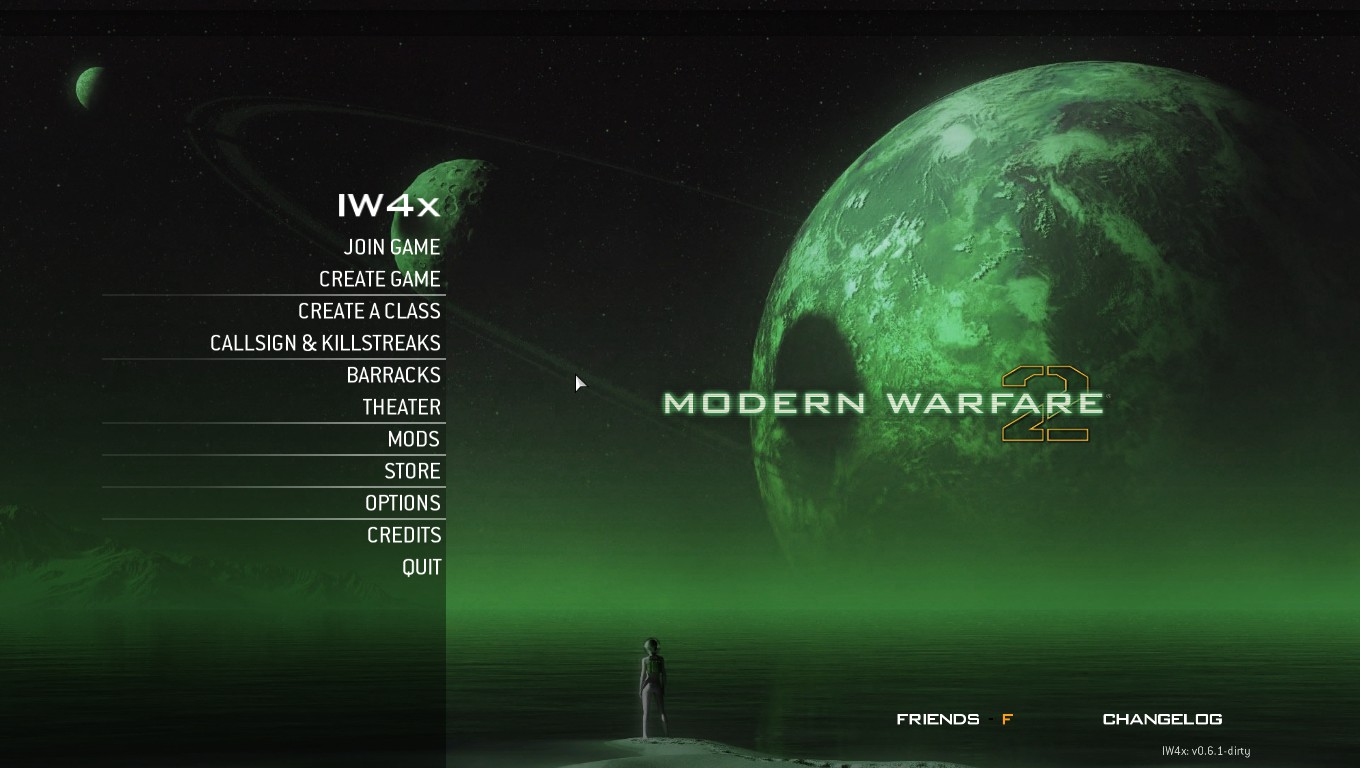 IW4x
JOIN GAME
CREATE GAME
CREATE A CLASS
CALLSIGN & KILLSTREAKS
BARRACKS
THEATER
MODS
STORE
OPTIONS
CREDITS
QUIT
MODERN WARFARE 2
FRIENDS - F
CHANGELOG
IW4x: v0.6.1-dirty